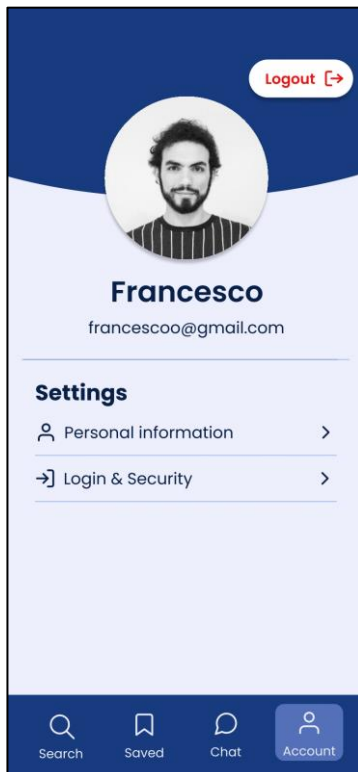 Logout
Francesco
francescoo@gmail.com
Settings
Personal information
Login & Security
Search
Saved
Chat
Account